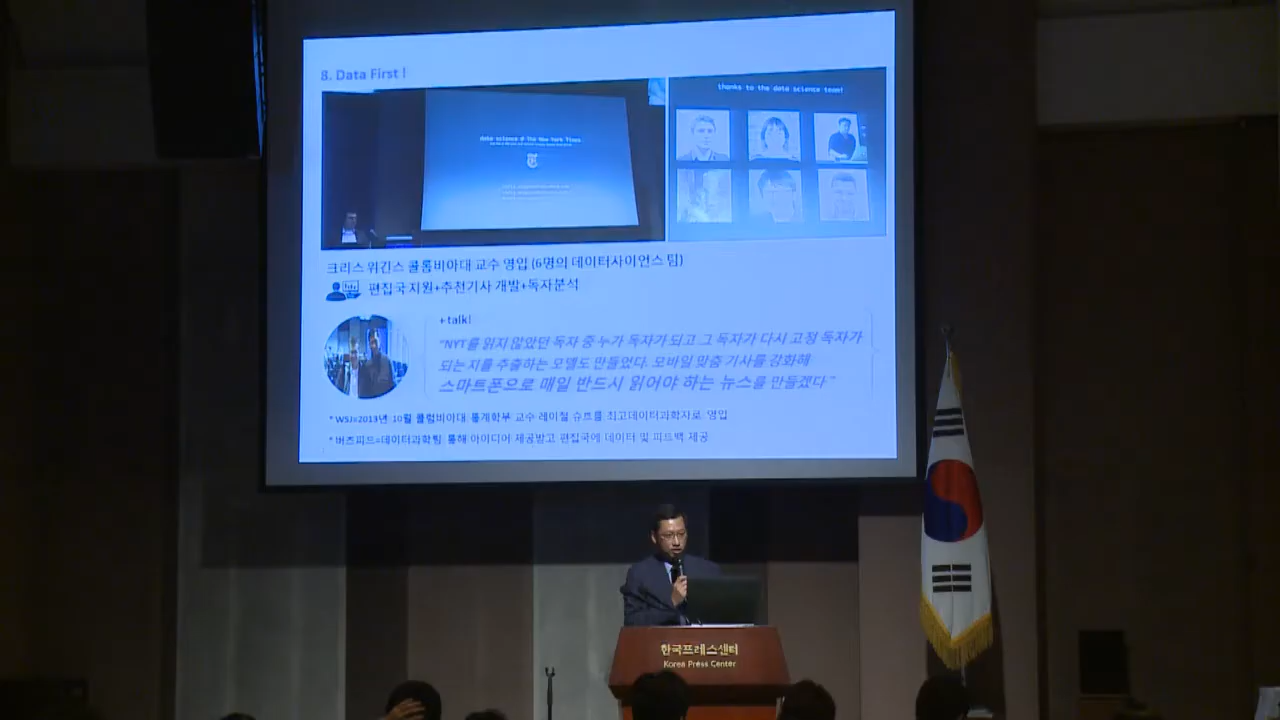 8. Data First !
data science @ The New York Times
thanks to the data science team!
크리스 위긴스 콜롬비아대 교수 영입 (6명의 데이터사이언스 팀)
편집국지원+추천기사 개발+독자분석
+talk!
“NYT를 읽지 않았던 독자 중 누가 독자가 되고 그 독자가 다시 고정 독자가
되는 지를 추출하는 모델도 만들었다. 모바일 맞춤 기사를 강화해
스마트폰으로 매일 반드시 읽어야 하는 뉴스를 만들겠다”
* WSJ=2013년 10월 콜럼비아대 통계학부 교수 레이철 슈트를 최고데이터과학자로 영입
* 버즈피드=데이터과학팀 통해 아이디어 제공받고 편집국에 데이터 및 피드백 제공
한국프레스센터
Korea Press Center